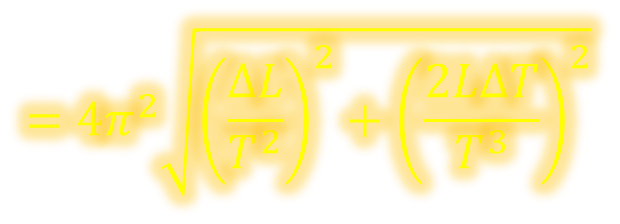 = 4π² √((ΔL/T²)² + (2LΔT/T³)²)